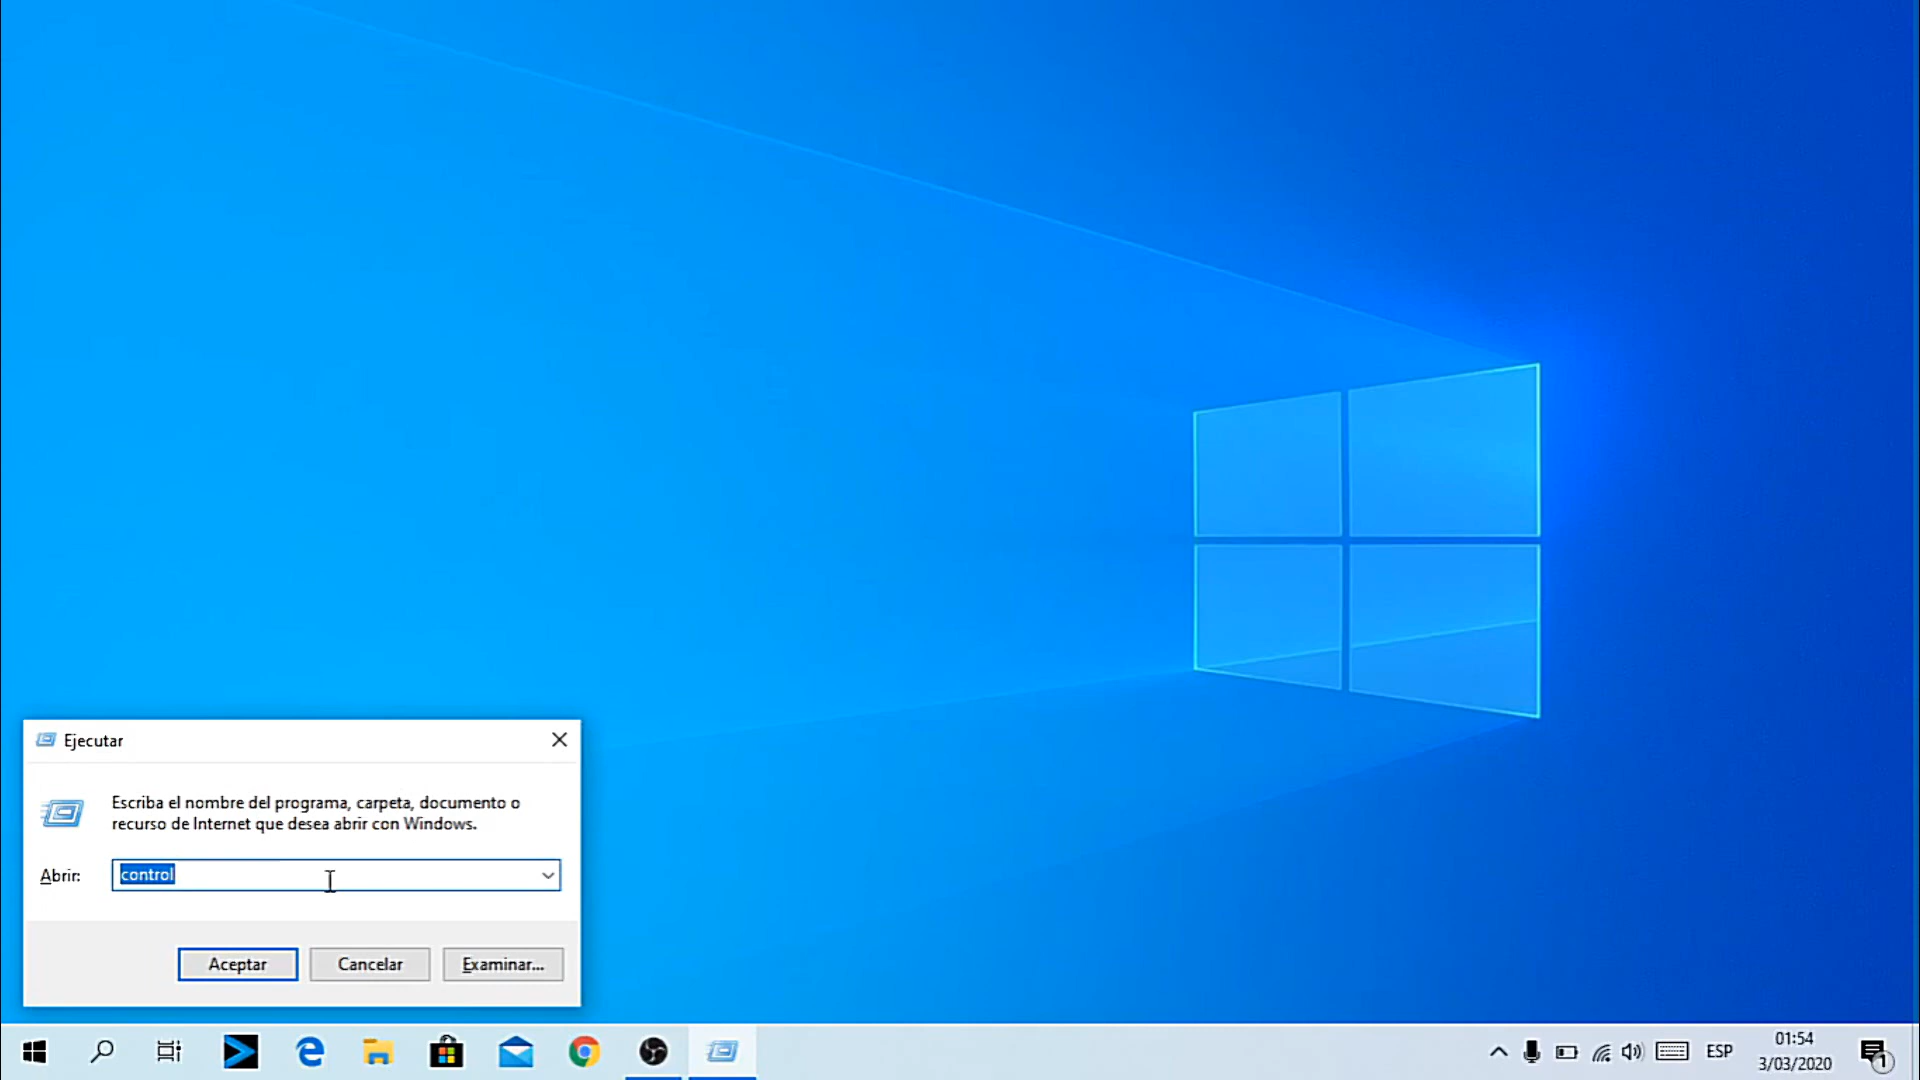 Ejecutar
Escriba el nombre del programa, carpeta, documento o
recurso de Internet que desea abrir con Windows.
Abrir: control
Aceptar Cancelar Examinar...
ESP
01:54
3/03/2020
1